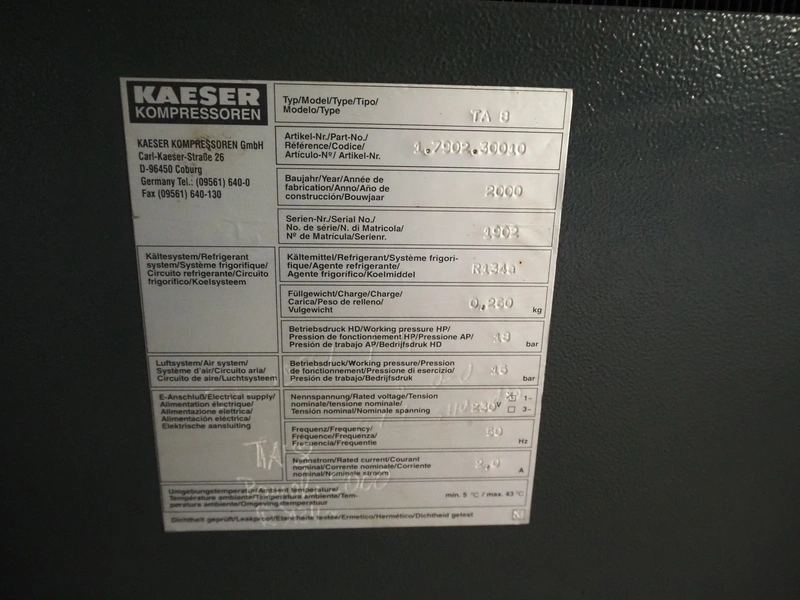 KAESER
KOMPRESSOREN
KAESER KOMPRESSOREN GmbH
Carl-Kaeser-Straße 26
D-96450 Coburg
Germany Tel.: (09561) 640-0
Fax (09561) 640-130
Typ/Model/Type/Tipo/
Modelo/Type TA 8
Artikel-Nr./Part-No./
Référence/Codice/
Artículo-Nº/ Artikel-Nr. 1.7902.30010
Baujahr/Year/Année de
fabrication/Anno/Año de
construcción/Bouwjaar 2000
Serien-Nr./Serial No./
No. de série/N. di Matricola/
Nº de Matrícula/Serienr. 1902
Kältesystem/Refrigerant
system/Système frigorifique/
Circuito refrigerante/Circuito
frigorífico/Koelsysteem
Kältemittel/Refrigerant/Système frigori-
fique/Agente refrigerante/
Agente frigorífico/Koelmiddel R134a
Füllgewicht/Charge/Charge/
Carica/Peso de relleno/
Vulgewicht kg
Betriebsdruck HD/Working pressure HP/
Pression de fonctionnement HP/Pressione AP/
Presión de trabajo AP/Bedrijfsdruk HD bar
Luftsystem/Air system/
Système d'air/Circuito aria/
Circuito de aire/Luchtsysteem
Betriebsdruck/Working pressure/Pression
de fonctionnement/Pressione di esercizio/
Presión de trabajo/Bedrijfsdruk 16 bar
E-Anschluß/Electrical supply/
Alimentation électrique/
Alimentazione elettrica/
Alimentación eléctrica/
Elektrische aansluiting
Nennspannung/Rated voltage/Tension
nominale/tensione nominale/
Tensión nominal/Nominale spanning 230 V 1~
3~
Frequenz/Frequency/
Fréquence/Frequenza/
Frecuencia/Frequentie 50 Hz
Nennstrom/Rated current/Courant
nominal/Corrente nominale/Corriente
nominal/Nominale stroom 2,0 A
Umgebungstemperatur/Ambient temperature/
Température ambiante/Temperatura ambiente/Tem-
peratura ambiente/Omgevingstemperatuur min. 5 °C / max. 43 °C
Dichtheit geprüft/Leakproof/Etanchéité testée/Ermetico/Hermético/Dichtheid getest